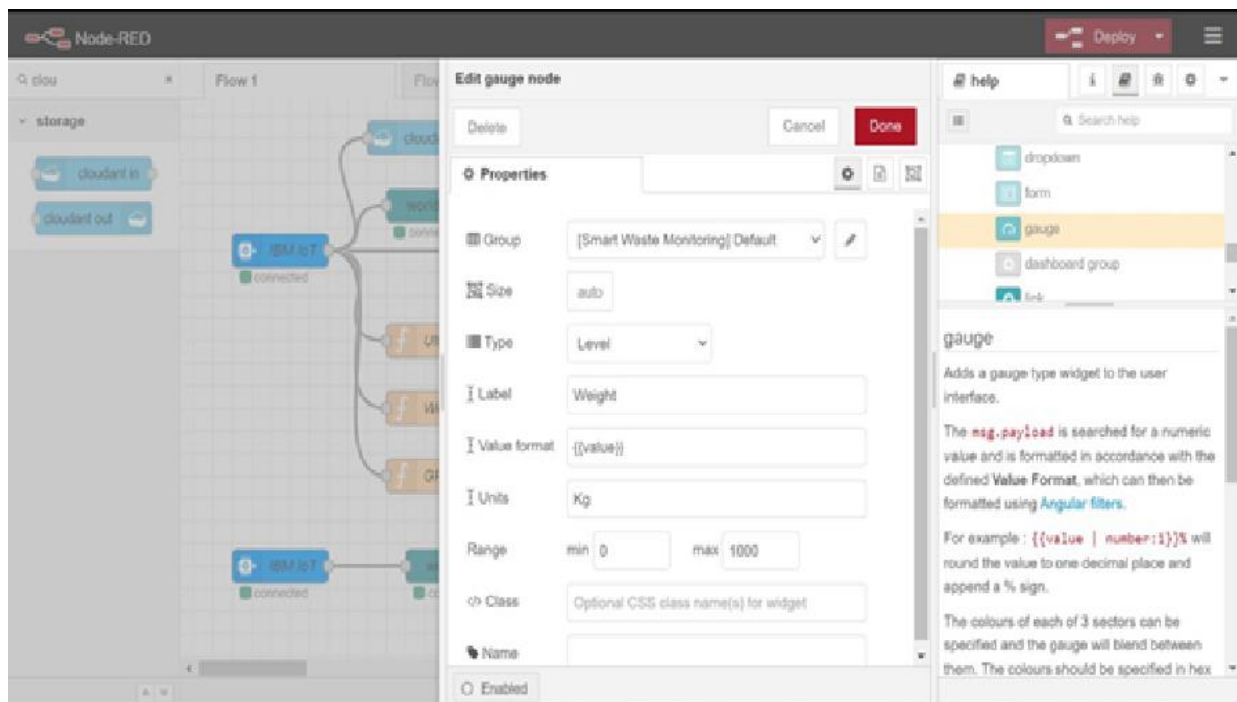 Node-RED
Deploy
clou
Flow 1
Flo
storage
cloudant in
cloudant out
IBM IoT
connected
IBM IoT
connected
Edit gauge node
Delete
Cancel
Done
Properties
Group
[Smart Waste Monitoring] Default
Size
auto
Type
Level
Label
Weight
Value format
{{value}}
Units
Kg
Range
min 0
max 1000
</> Class
Optional CSS class name(s) for widget
Name
Enabled
help
i
Search help
dropdown
form
gauge
dashboard group
link
gauge
Adds a gauge type widget to the user
interface.
The msg.payload is searched for a numeric
value and is formatted in accordance with the
defined Value Format, which can then be
formatted using Angular filters.
For example : {{value | number:1}}% will
round the value to one decimal place and
append a % sign.
The colours of each of 3 sectors can be
specified and the gauge will blend between
them. The colours should be specified in hex